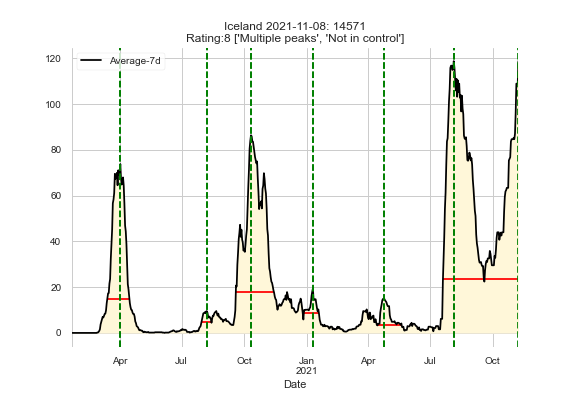 Iceland 2021-11-08: 14571
Rating:8 ['Multiple peaks', 'Not in control']
Average-7d
120
100
80
60
40
20
0
Apr Jul Oct Jan Apr Jul Oct
2021
Date